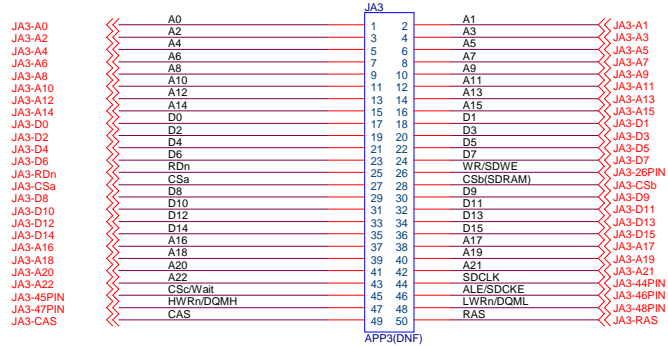 JA3
JA3-A0 A0 1 2 A1 JA3-A1
JA3-A2 A2 3 4 A3 JA3-A3
JA3-A4 A4 5 6 A5 JA3-A5
JA3-A6 A6 7 8 A7 JA3-A7
JA3-A8 A8 9 10 A9 JA3-A9
JA3-A10 A10 11 12 A11 JA3-A11
JA3-A12 A12 13 14 A13 JA3-A13
JA3-A14 A14 15 16 A15 JA3-A15
JA3-D0 D0 17 18 D1 JA3-D1
JA3-D2 D2 19 20 D3 JA3-D3
JA3-D4 D4 21 22 D5 JA3-D5
JA3-D6 D6 23 24 D7 JA3-D7
JA3-RDn RDn 25 26 WR/SDWE JA3-26PIN
JA3-CSa CSa 27 28 CSb(SDRAM) JA3-CSb
JA3-D8 D8 29 30 D9 JA3-D9
JA3-D10 D10 31 32 D11 JA3-D11
JA3-D12 D12 33 34 D13 JA3-D13
JA3-D14 D14 35 36 D15 JA3-D15
JA3-A16 A16 37 38 A17 JA3-A17
JA3-A18 A18 39 40 A19 JA3-A19
JA3-A20 A20 41 42 A21 JA3-A21
JA3-A22 A22 43 44 SDCLK JA3-44PIN
JA3-45PIN CSc/Wait 45 46 ALE/SDCKE JA3-46PIN
JA3-47PIN HWRn/DQMH 47 48 LWRn/DQML JA3-48PIN
JA3-CAS CAS 49 50 RAS JA3-RAS
APP3(DNF)